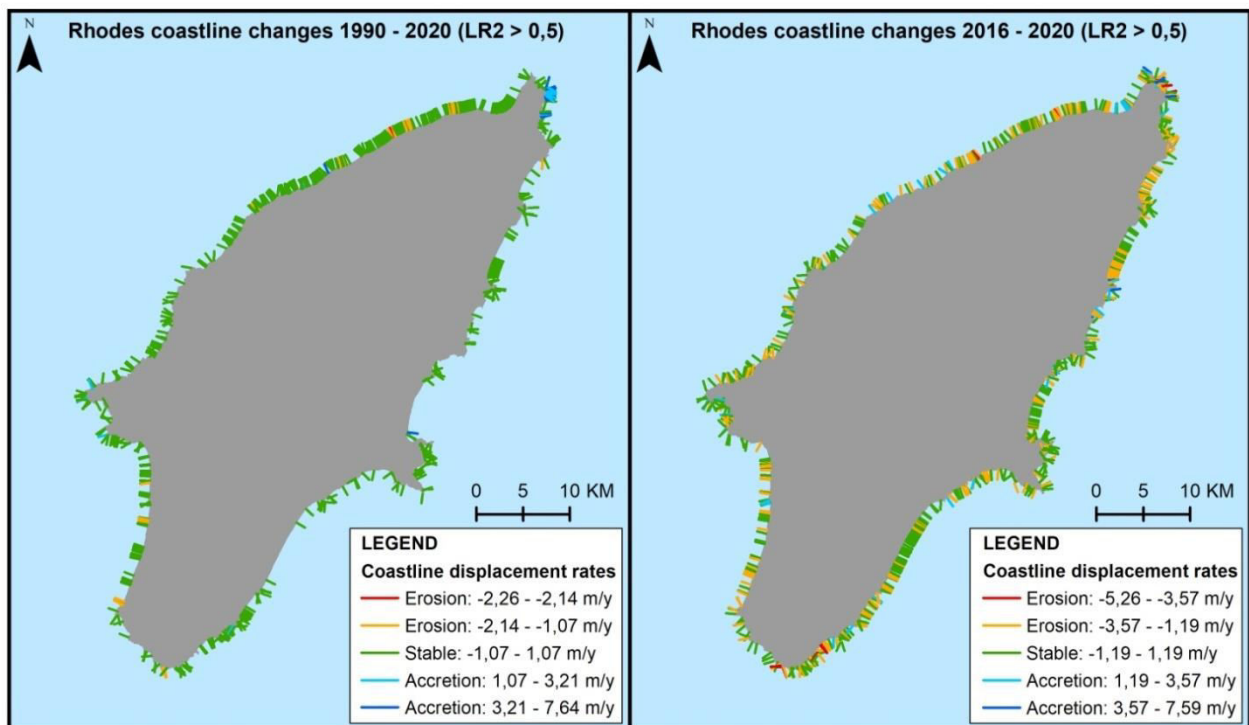 N
Rhodes coastline changes 1990 - 2020 (LR2 > 0,5)
0 5 10 KM
LEGEND
Coastline displacement rates
Erosion: -2,26 - -2,14 m/y
Erosion: -2,14 - -1,07 m/y
Stable: -1,07 - 1,07 m/y
Accretion: 1,07 - 3,21 m/y
Accretion: 3,21 - 7,64 m/y
N
Rhodes coastline changes 2016 - 2020 (LR2 > 0,5)
0 5 10 KM
LEGEND
Coastline displacement rates
Erosion: -5,26 - -3,57 m/y
Erosion: -3,57 - -1,19 m/y
Stable: -1,19 - 1,19 m/y
Accretion: 1,19 - 3,57 m/y
Accretion: 3,57 - 7,59 m/y